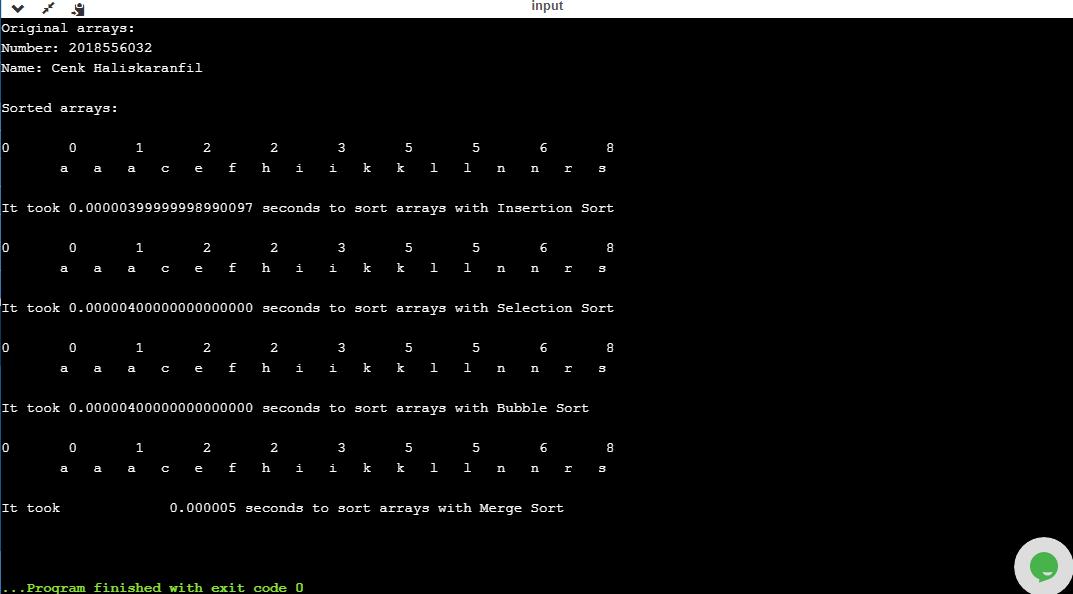 input
Original arrays:
Number: 2018556032
Name: Cenk Haliskaranfil
Sorted arrays:
0 0 1 2 2 3 5 5 6 8
a a a c e f h i i k k l l n n r s
It took 0.00000399999998990097 seconds to sort arrays with Insertion Sort
0 0 1 2 2 3 5 5 6 8
a a a c e f h i i k k l l n n r s
It took 0.00000400000000000000 seconds to sort arrays with Selection Sort
0 0 1 2 2 3 5 5 6 8
a a a c e f h i i k k l l n n r s
It took 0.00000400000000000000 seconds to sort arrays with Bubble Sort
0 0 1 2 2 3 5 5 6 8
a a a c e f h i i k k l l n n r s
It took 0.000005 seconds to sort arrays with Merge Sort
...Program finished with exit code 0